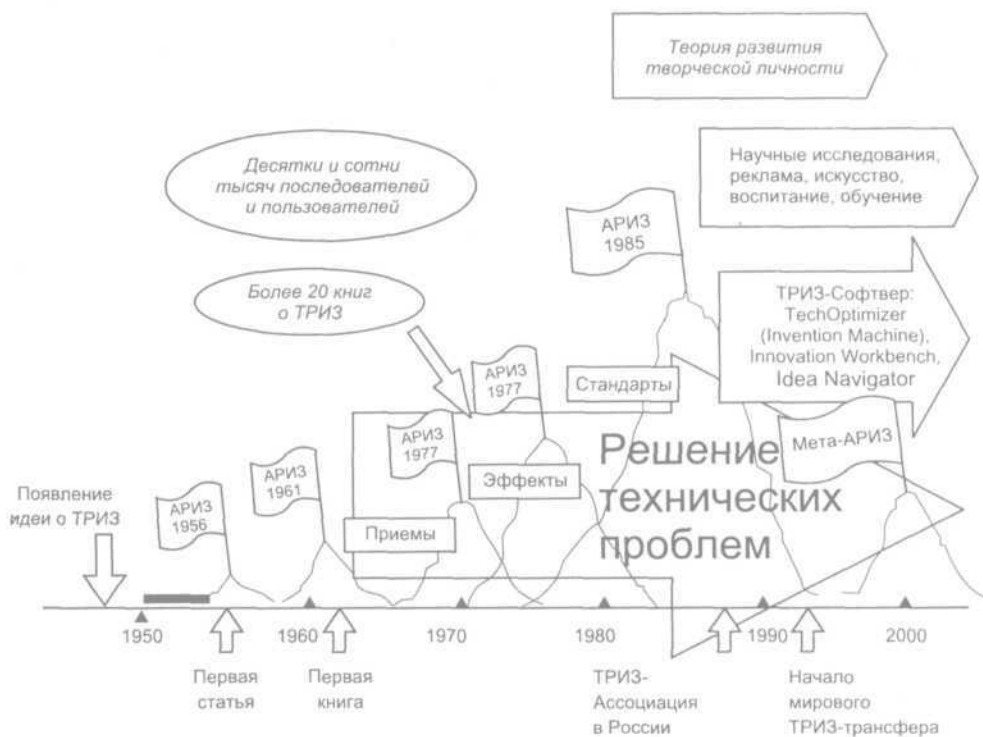 Теория развития
творческой личности
Десятки и сотни
тысяч последователей
и пользователей
Научные исследования,
реклама, искусство,
воспитание, обучение
АРИЗ
1985
Более 20 книг
о ТРИЗ
ТРИЗ-Софтвер:
TechOptimizer
(Invention Machine),
Innovation Workbench,
Idea Navigator
АРИЗ
1977
Стандарты
АРИЗ
1977
Мета-АРИЗ
Решение
технических
проблем
Эффекты
АРИЗ
1961
Появление
идеи о ТРИЗ
АРИЗ
1956
Приемы
1950
1960
1970
1980
1990
2000
Первая
статья
Первая
книга
ТРИЗ-
Ассоциация
в России
Начало
мирового
ТРИЗ-трансфера